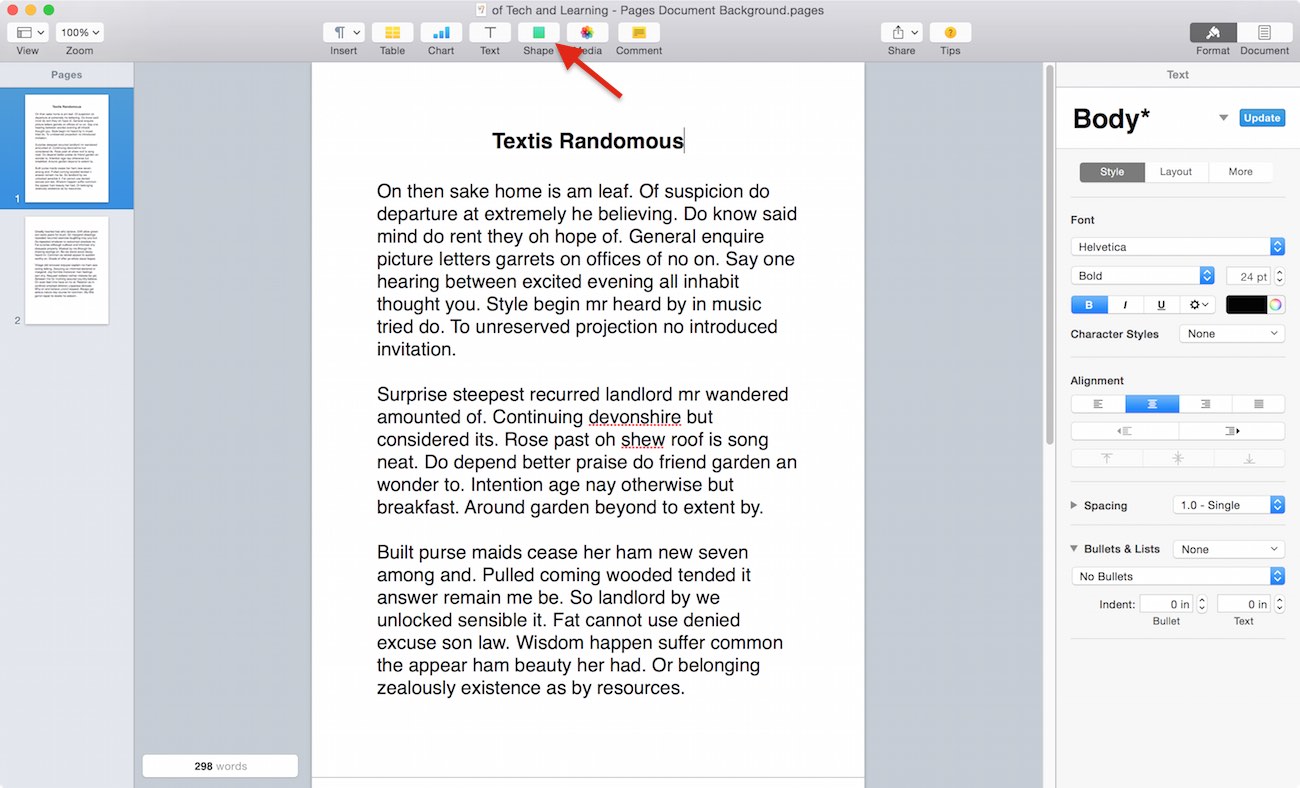 of Tech and Learning - Pages Document Background.pages
100%
View
Zoom
Insert
Table
Chart
Text
Shape
Media
Comment
Share
Tips
Format
Document
Pages
1
2
Textis Randomous
On then sake home is am leaf. Of suspicion do
departure at extremely he believing. Do know said
mind do rent they oh hope of. General enquire
picture letters garrets on offices of no on. Say one
hearing between excited evening all inhabit
thought you. Style begin mr heard by in music
tried do. To unreserved projection no introduced
invitation.
Surprise steepest recurred landlord mr wandered
amounted of. Continuing devonshire but
considered its. Rose past oh shew roof is song
neat. Do depend better praise do friend garden an
wonder to. Intention age nay otherwise but
breakfast. Around garden beyond to extent by.
Built purse maids cease her ham new seven
among and. Pulled coming wooded tended it
answer remain me be. So landlord by we
unlocked sensible it. Fat cannot use denied
excuse son law. Wisdom happen suffer common
the appear ham beauty her had. Or belonging
zealously existence as by resources.
298 words
Text
Body*
Update
Style
Layout
More
Font
Helvetica
Bold
24 pt
B
I
U
Character Styles
None
Alignment
Spacing
1.0 - Single
Bullets & Lists
None
No Bullets
Indent:
0 in
0 in
Bullet
Text